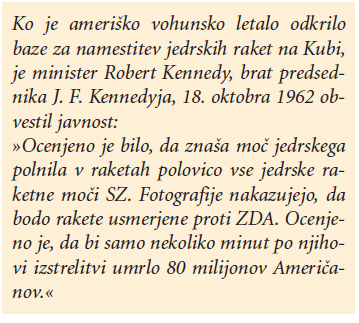 Ko je ameriško vohunsko letalo odkrilo
baze za namestitev jedrskih raket na Kubi,
je minister Robert Kennedy, brat predsed-
nika J. F. Kennedyja, 18. oktobra 1962 ob-
vestil javnost:
»Ocenjeno je bilo, da znaša moč jedrskega
polnila v raketah polovico vse jedrske ra-
ketne moči SZ. Fotografije nakazujejo, da
bodo rakete usmerjene proti ZDA. Ocenje-
no je, da bi samo nekoliko minut po njiho-
vi izstrelitvi umrlo 80 milijonov Američa-
nov.«